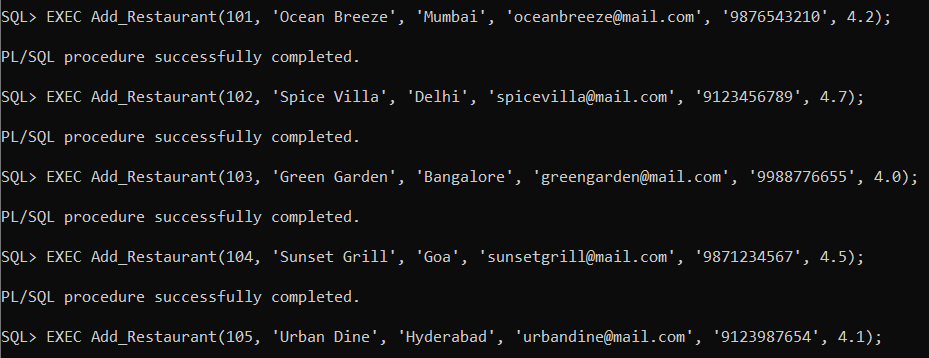 SQL> EXEC Add_Restaurant(101, 'Ocean Breeze', 'Mumbai', 'oceanbreeze@mail.com', '9876543210', 4.2);
PL/SQL procedure successfully completed.
SQL> EXEC Add_Restaurant(102, 'Spice Villa', 'Delhi', 'spicevilla@mail.com', '9123456789', 4.7);
PL/SQL procedure successfully completed.
SQL> EXEC Add_Restaurant(103, 'Green Garden', 'Bangalore', 'greengarden@mail.com', '9988776655', 4.0);
PL/SQL procedure successfully completed.
SQL> EXEC Add_Restaurant(104, 'Sunset Grill', 'Goa', 'sunsetgrill@mail.com', '9871234567', 4.5);
PL/SQL procedure successfully completed.
SQL> EXEC Add_Restaurant(105, 'Urban Dine', 'Hyderabad', 'urbandine@mail.com', '9123987654', 4.1);